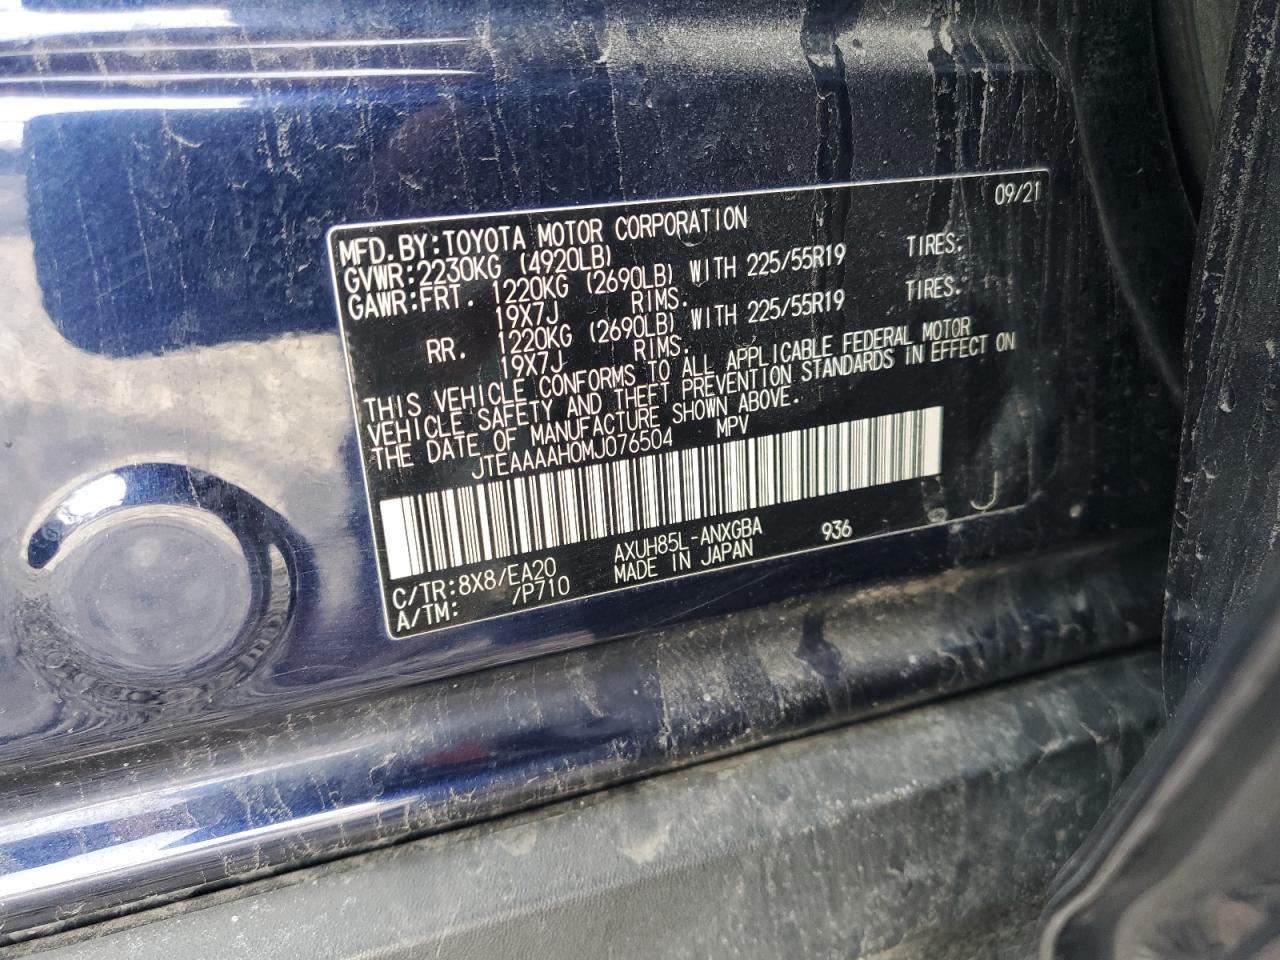 09/21
MFD.BY:TOYOTA MOTOR CORPORATION
GVWR:2230KG (4920LB)
GAWR:FRT. 1220KG (2690LB) WITH 225/55R19 TIRES.
19X7J RIMS.
RR. 1220KG (2690LB) WITH 225/55R19 TIRES.
19X7J RIMS.
THIS VEHICLE CONFORMS TO ALL APPLICABLE FEDERAL MOTOR
VEHICLE SAFETY AND THEFT PREVENTION STANDARDS IN EFFECT ON
THE DATE OF MANUFACTURE SHOWN ABOVE.
JTEAAAAH0MJ076504 MPV
C/TR:8X8/EA20 AXUH85L-ANXGBA 936 J
A/TM: /P710 MADE IN JAPAN